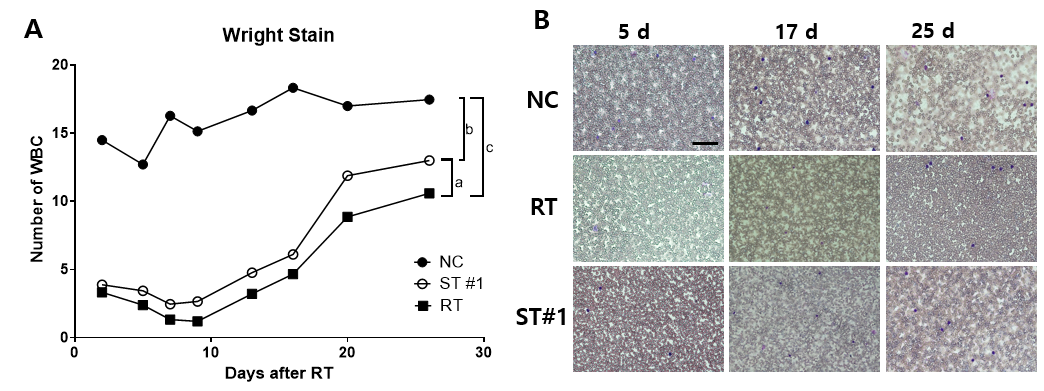 A
Wright Stain
Number of WBC
20
15
10
5
0
0 10 20 30
Days after RT
NC
ST #1
RT
a
b
c
B
5 d 17 d 25 d
NC
RT
ST#1